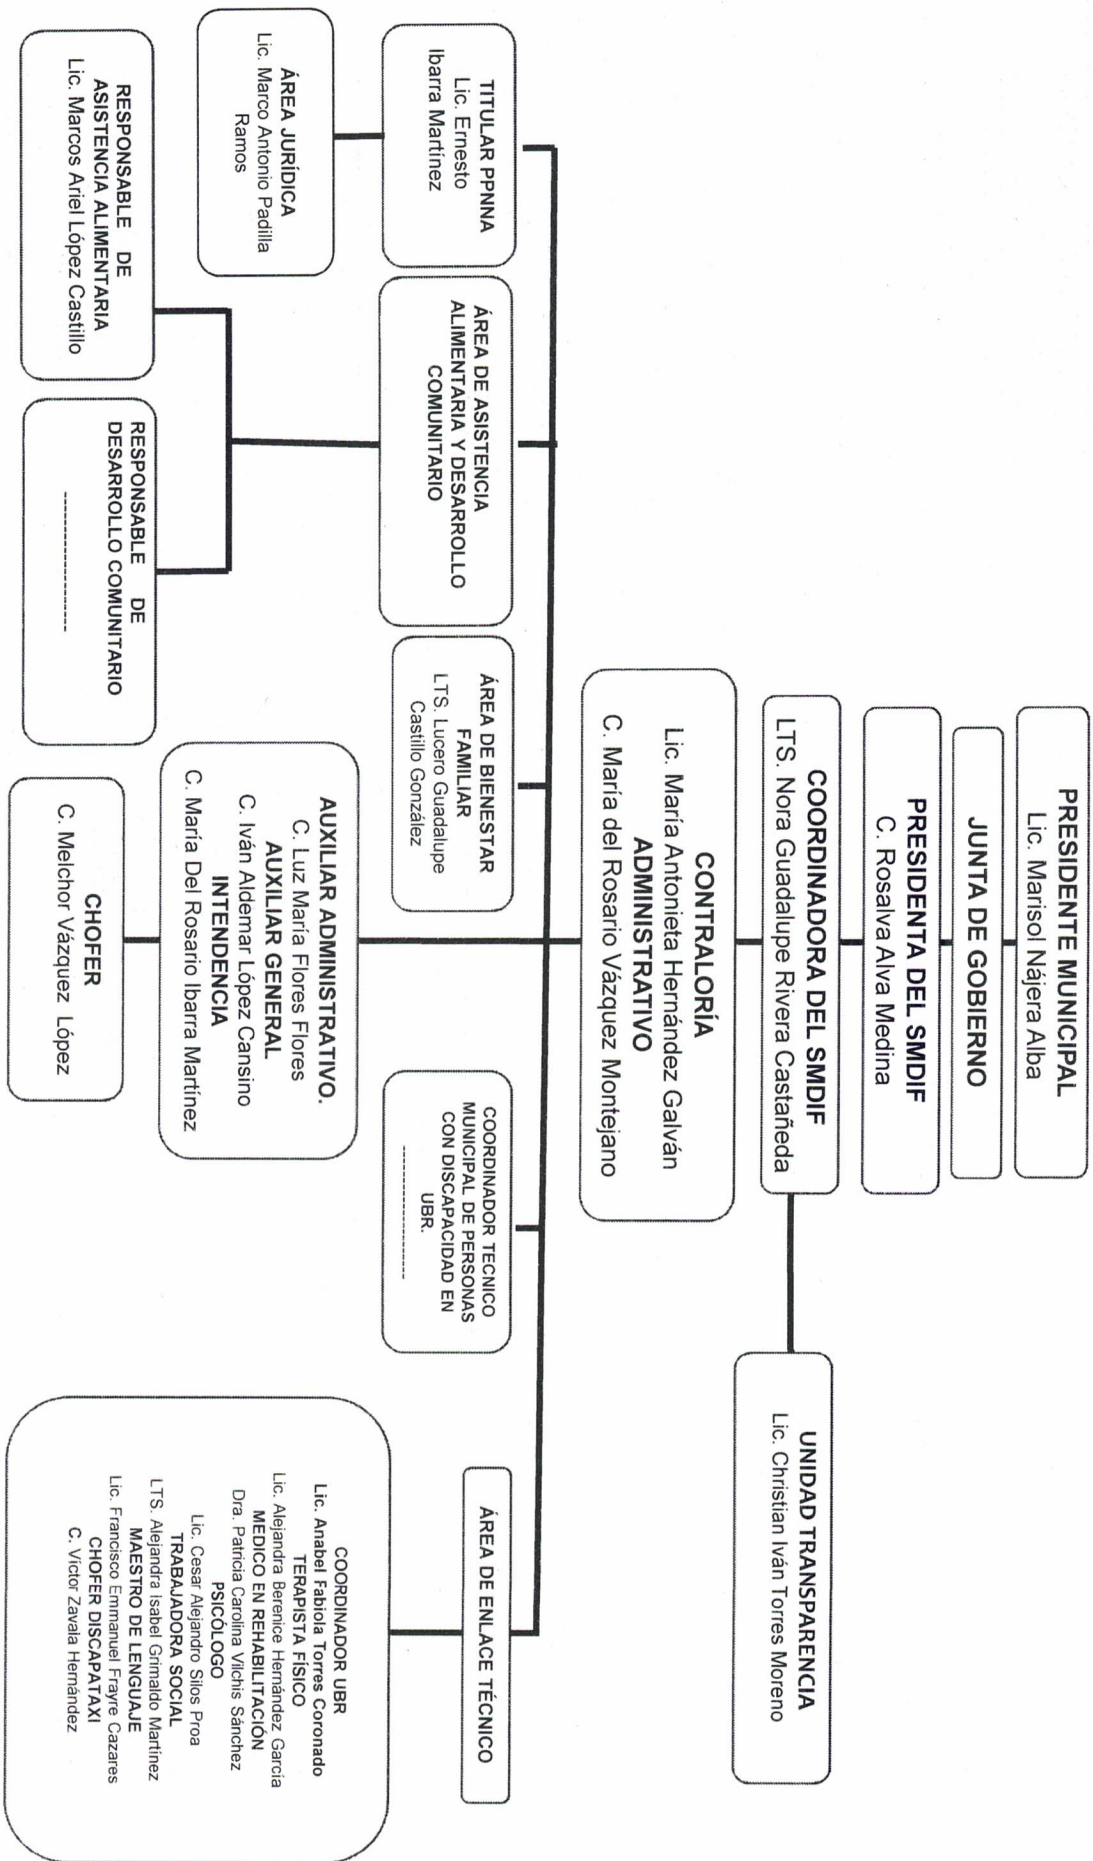 PRESIDENTE MUNICIPAL
Lic. Marisol Nájera Alba
JUNTA DE GOBIERNO
PRESIDENTA DEL SMDIF
C. Rosalva Alva Medina
COORDINADORA DEL SMDIF
LTS. Nora Guadalupe Rivera Castañeda
UNIDAD TRANSPARENCIA
Lic. Christian Iván Torres Moreno
CONTRALORÍA
Lic. María Antonieta Hernández Galván
ADMINISTRATIVO
C. María del Rosario Vázquez Montejano
TITULAR PPNNA
Lic. Ernesto
Ibarra Martínez
ÁREA DE ASISTENCIA
ALIMENTARIA Y DESARROLLO
COMUNITARIO
ÁREA DE BIENESTAR
FAMILIAR
LTS. Lucero Guadalupe
Castillo González
COORDINADOR TECNICO
MUNICIPAL DE PERSONAS
CON DISCAPACIDAD EN
UBR.
------------------
ÁREA DE ENLACE TÉCNICO
ÁREA JURÍDICA
Lic. Marco Antonio Padilla
Ramos
AUXILIAR ADMINISTRATIVO.
C. Luz María Flores Flores
AUXILIAR GENERAL
C. Iván Aldemar López Cansino
INTENDENCIA
C. María Del Rosario Ibarra Martínez
RESPONSABLE DE
ASISTENCIA ALIMENTARIA
Lic. Marcos Ariel López Castillo
RESPONSABLE DE
DESARROLLO COMUNITARIO
------------------
CHOFER
C. Melchor Vázquez López
COORDINADOR UBR
Lic. Anabel Fabiola Torres Coronado
TERAPISTA FÍSICO
Lic. Alejandra Berenice Hernández Garcia
MEDICO EN REHABILITACIÓN
Dra. Patricia Carolina Vilchis Sánchez
PSICÓLOGO
Lic. Cesar Alejandro Silos Proa
TRABAJADORA SOCIAL
LTS. Alejandra Isabel Grimaldo Martínez
MAESTRO DE LENGUAJE
Lic. Francisco Emmanuel Frayre Cazares
CHOFER DISCAPATAXI
C. Víctor Zavala Hernández